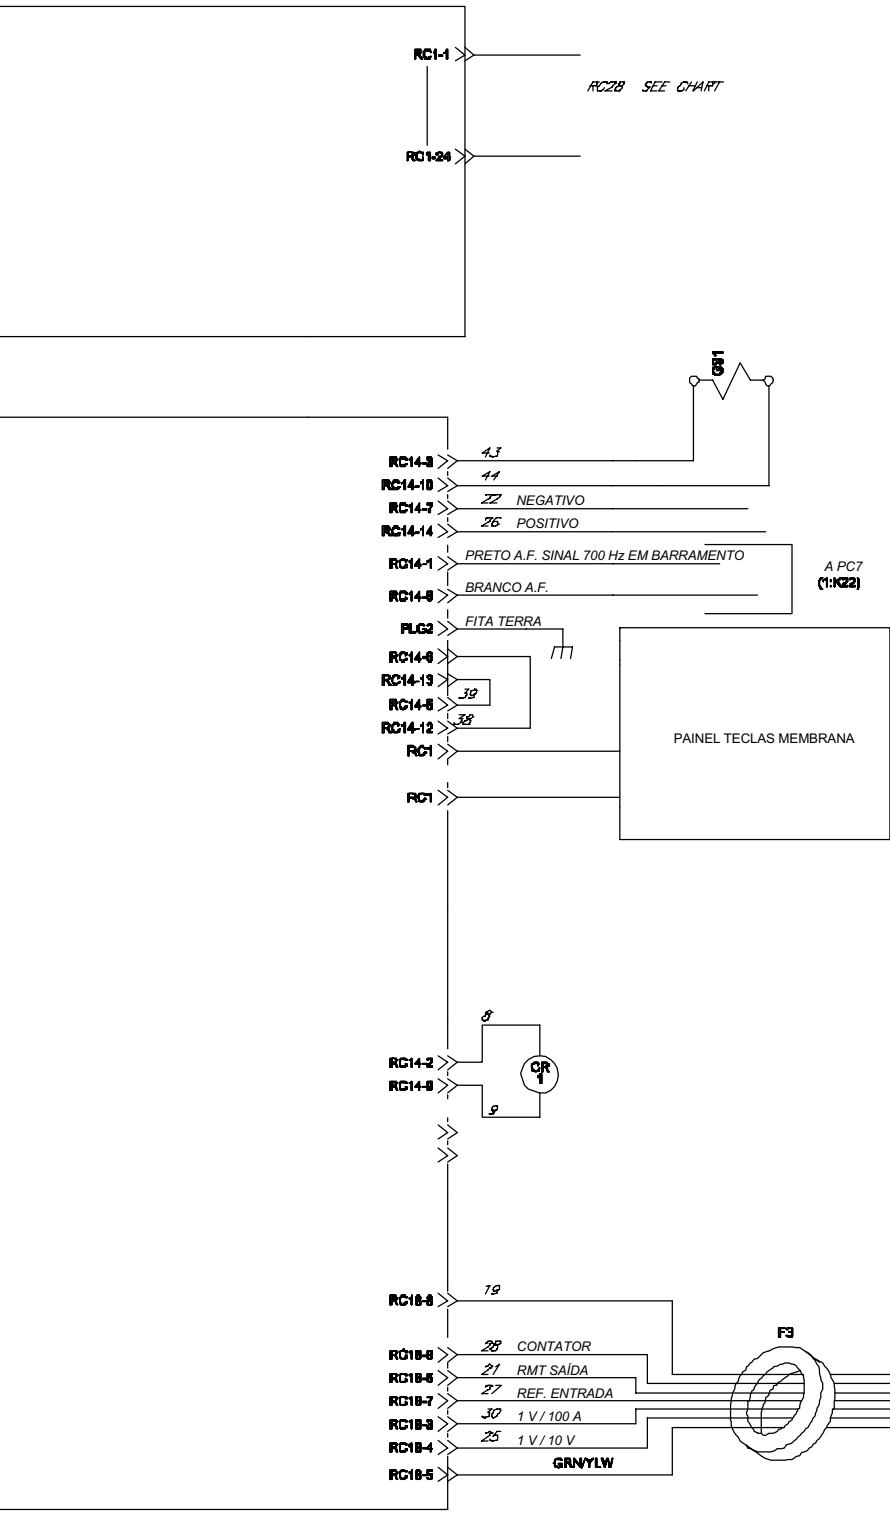 RC1-1
RC28 SEE CHART
RC1-24
GS1
RC14-3 43
RC14-10 44
RC14-7 22 NEGATIVO
RC14-14 26 POSITIVO
RC14-1 PRETO A.F. SINAL 700 Hz EM BARRAMENTO
A PC7
(1:K22)
RC14-8 BRANCO A.F.
PLG2 FITA TERRA
RC14-6
RC14-13
39
RC14-5
38
RC14-12
PAINEL TECLAS MEMBRANA
RC1
RC1
8
RC14-2
CR
1
RC14-9
9
19
RC18-8
F3
28 CONTATOR
21 RMT SAÍDA
RC18-7 27 REF. ENTRADA
RC18-3 30 1 V / 100 A
RC18-4 25 1 V / 10 V
GRN/YLW
RC18-5